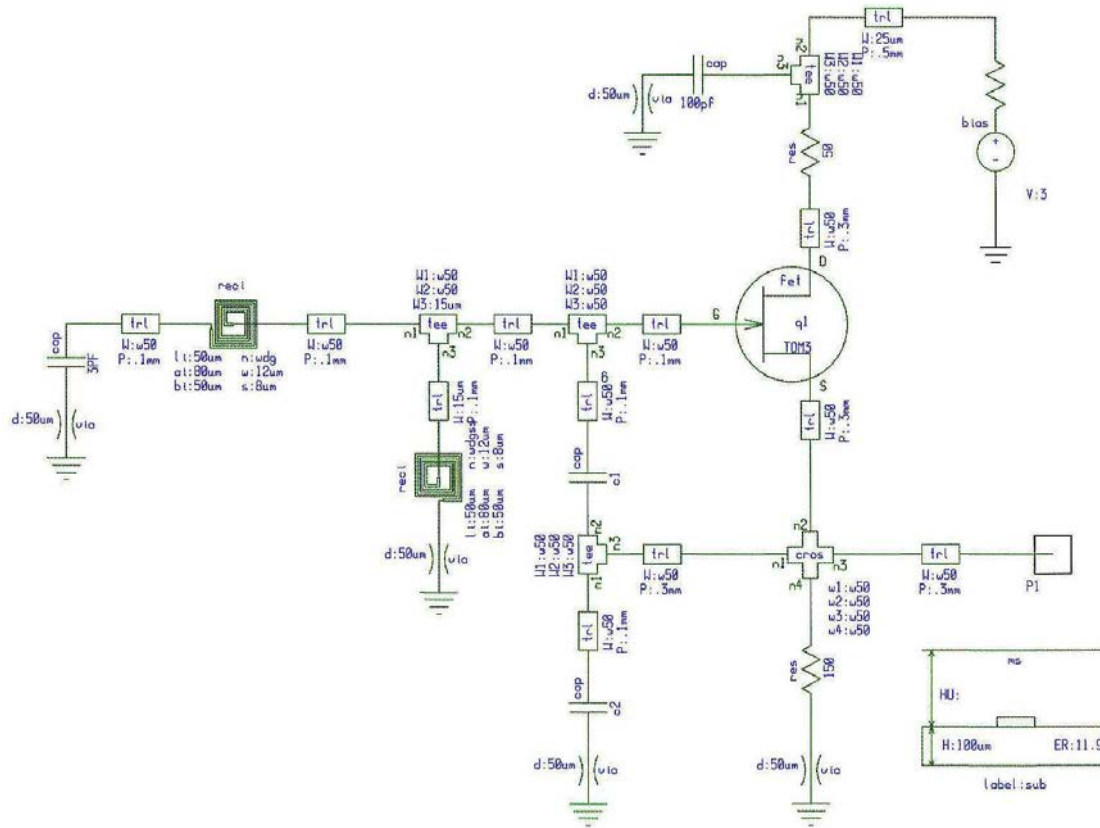 trl
W:25um
P:.5mm
n2
tee
n3
n1
W1:w50
W2:w50
W3:w50
cap
100pf
d:50um
via
bias
+
-
V:3
res
50
trl
W:w50
P:.3mm
D
fet
G
q1
TOM3
S
cap
3PF
d:50um
via
trl
W:w50
P:.1mm
recl
l1:50um
a1:80um
b1:50um
n:wdg
w:12um
s:8um
trl
W:w50
P:.1mm
W1:w50
W2:w50
W3:15um
n1
tee
n2
n3
trl
W:w50
P:.1mm
W1:w50
W2:w50
W3:w50
n1
tee
n2
n3
trl
W:w50
P:.1mm
trl
W:15um
P:.1mm
recl
n:wdgss
w:12um
s:8um
l1:50um
a1:80um
b1:50um
d:50um
via
6
trl
W:w50
P:.1mm
cap
c1
n2
tee
n3
n1
W1:w50
W2:w50
W3:w50
trl
W:w50
P:.3mm
trl
W:w50
P:.3mm
n2
n1
cros
n3
n4
w1:w50
w2:w50
w3:w50
w4:w50
trl
W:w50
P:.3mm
P1
trl
W:w50
P:.1mm
cap
c2
d:50um
via
res
150
d:50um
via
ms
HU:
H:100um
ER:11.9
label:sub